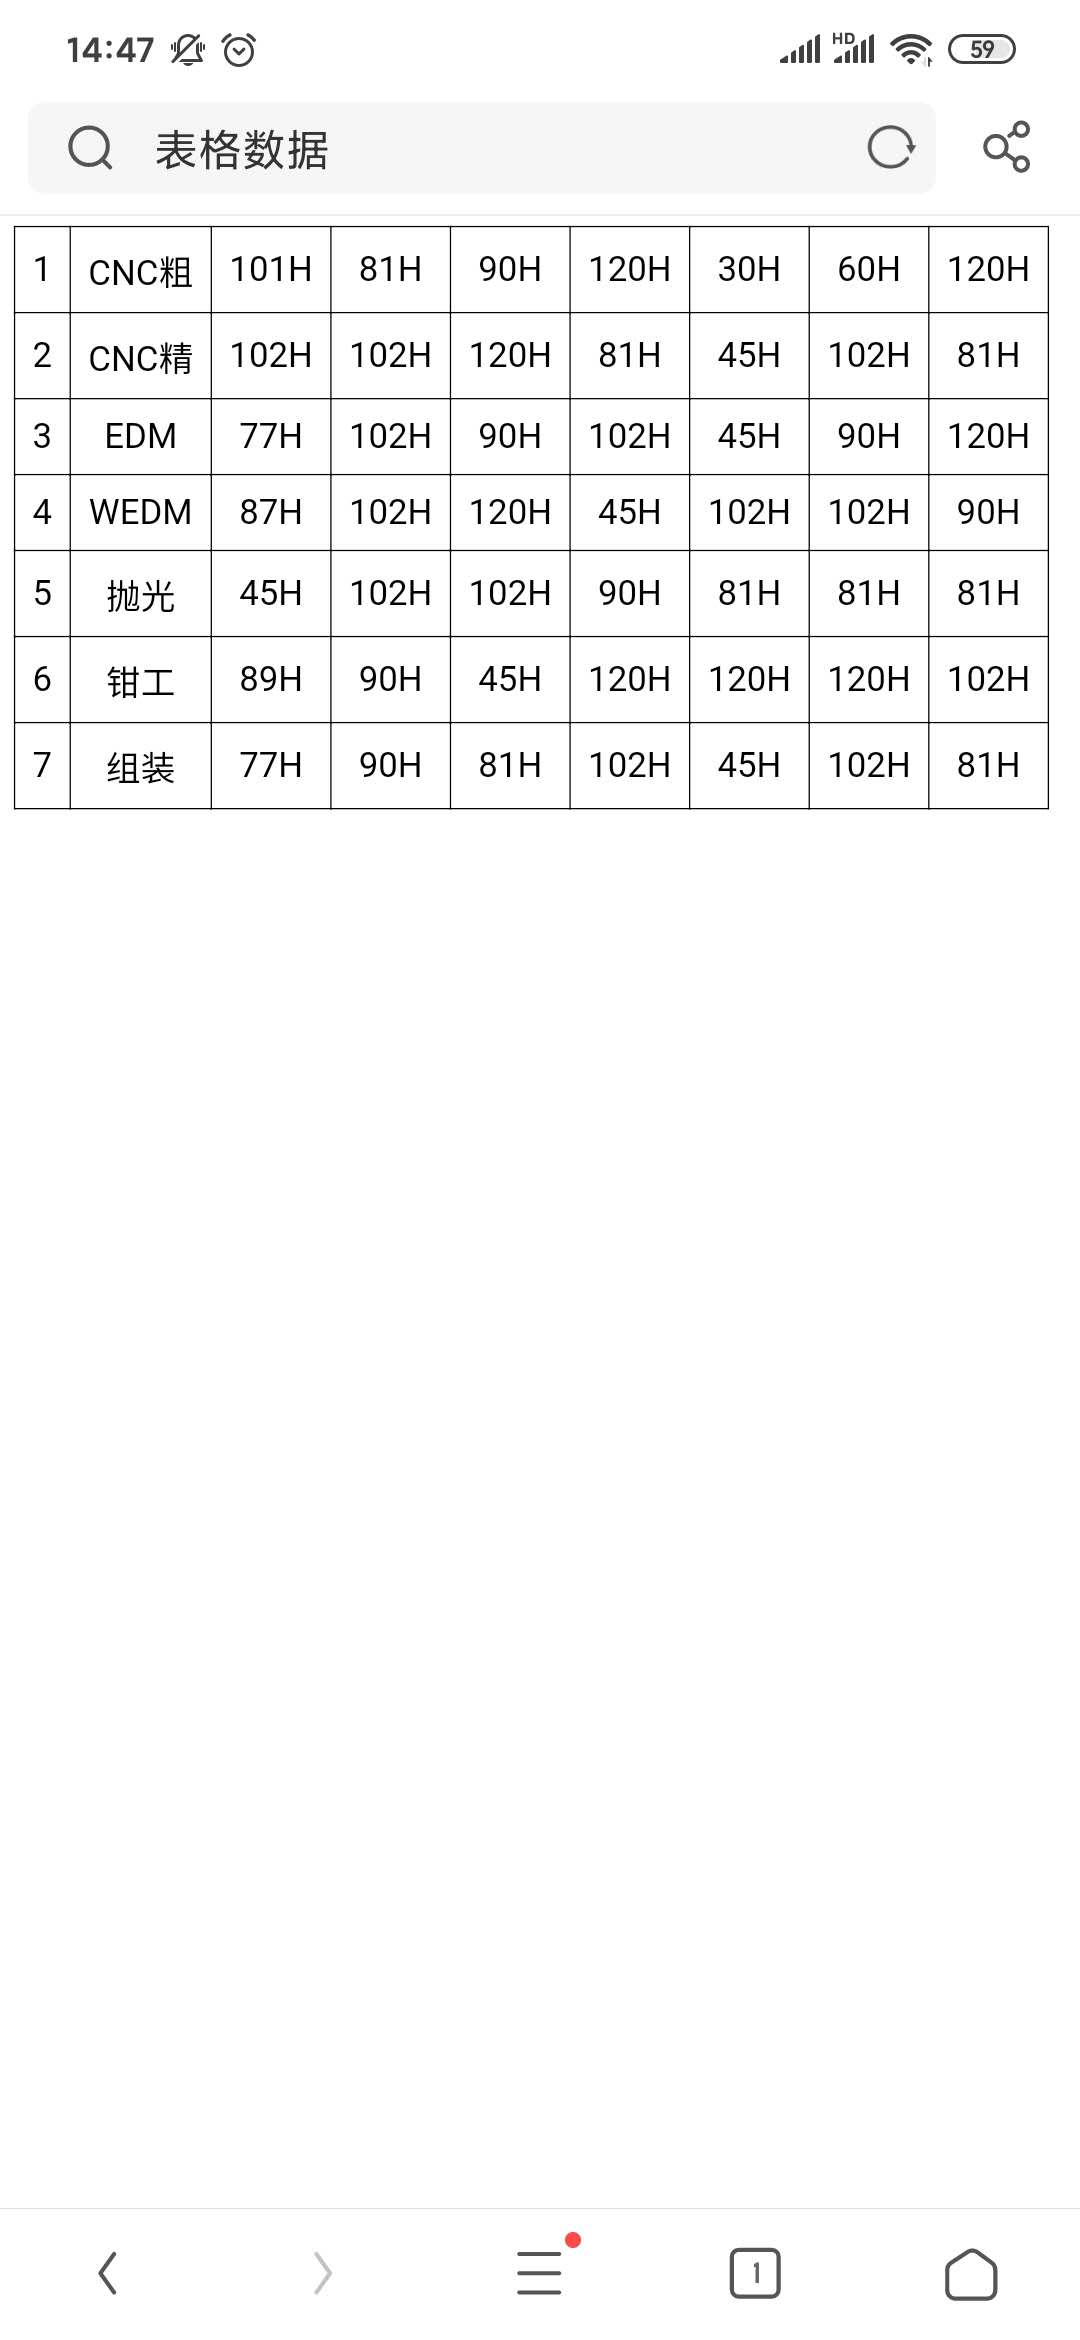 14:47 HD 59
表格数据
1 CNC粗 101H 81H 90H 120H 30H 60H 120H
2 CNC精 102H 102H 120H 81H 45H 102H 81H
3 EDM 77H 102H 90H 102H 45H 90H 120H
4 WEDM 87H 102H 120H 45H 102H 102H 90H
5 抛光 45H 102H 102H 90H 81H 81H 81H
6 钳工 89H 90H 45H 120H 120H 120H 102H
7 组装 77H 90H 81H 102H 45H 102H 81H
1